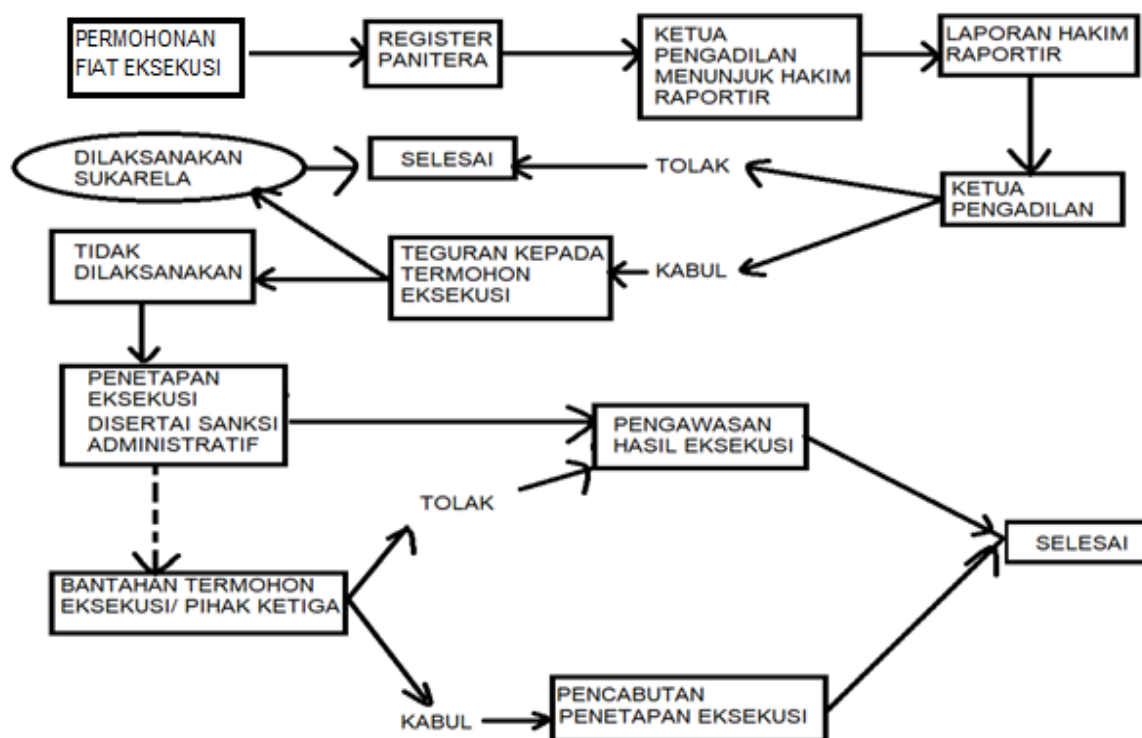 PERMOHONAN
FIAT EKSEKUSI
REGISTER
PANITERA
KETUA
PENGADILAN
MENUNJUK HAKIM
RAPORTIR
LAPORAN HAKIM
RAPORTIR
DILAKSANAKAN
SUKARELA
SELESAI
TOLAK
KETUA
PENGADILAN
TIDAK
DILAKSANAKAN
TEGURAN KEPADA
TERMOHON
EKSEKUSI
KABUL
PENETAPAN
EKSEKUSI
DISERTAI SANKSI
ADMINISTRATIF
PENGAWASAN
HASIL EKSEKUSI
TOLAK
SELESAI
BANTAHAN TERMOHON
EKSEKUSI/ PIHAK KETIGA
KABUL
PENCABUTAN
PENETAPAN EKSEKUSI